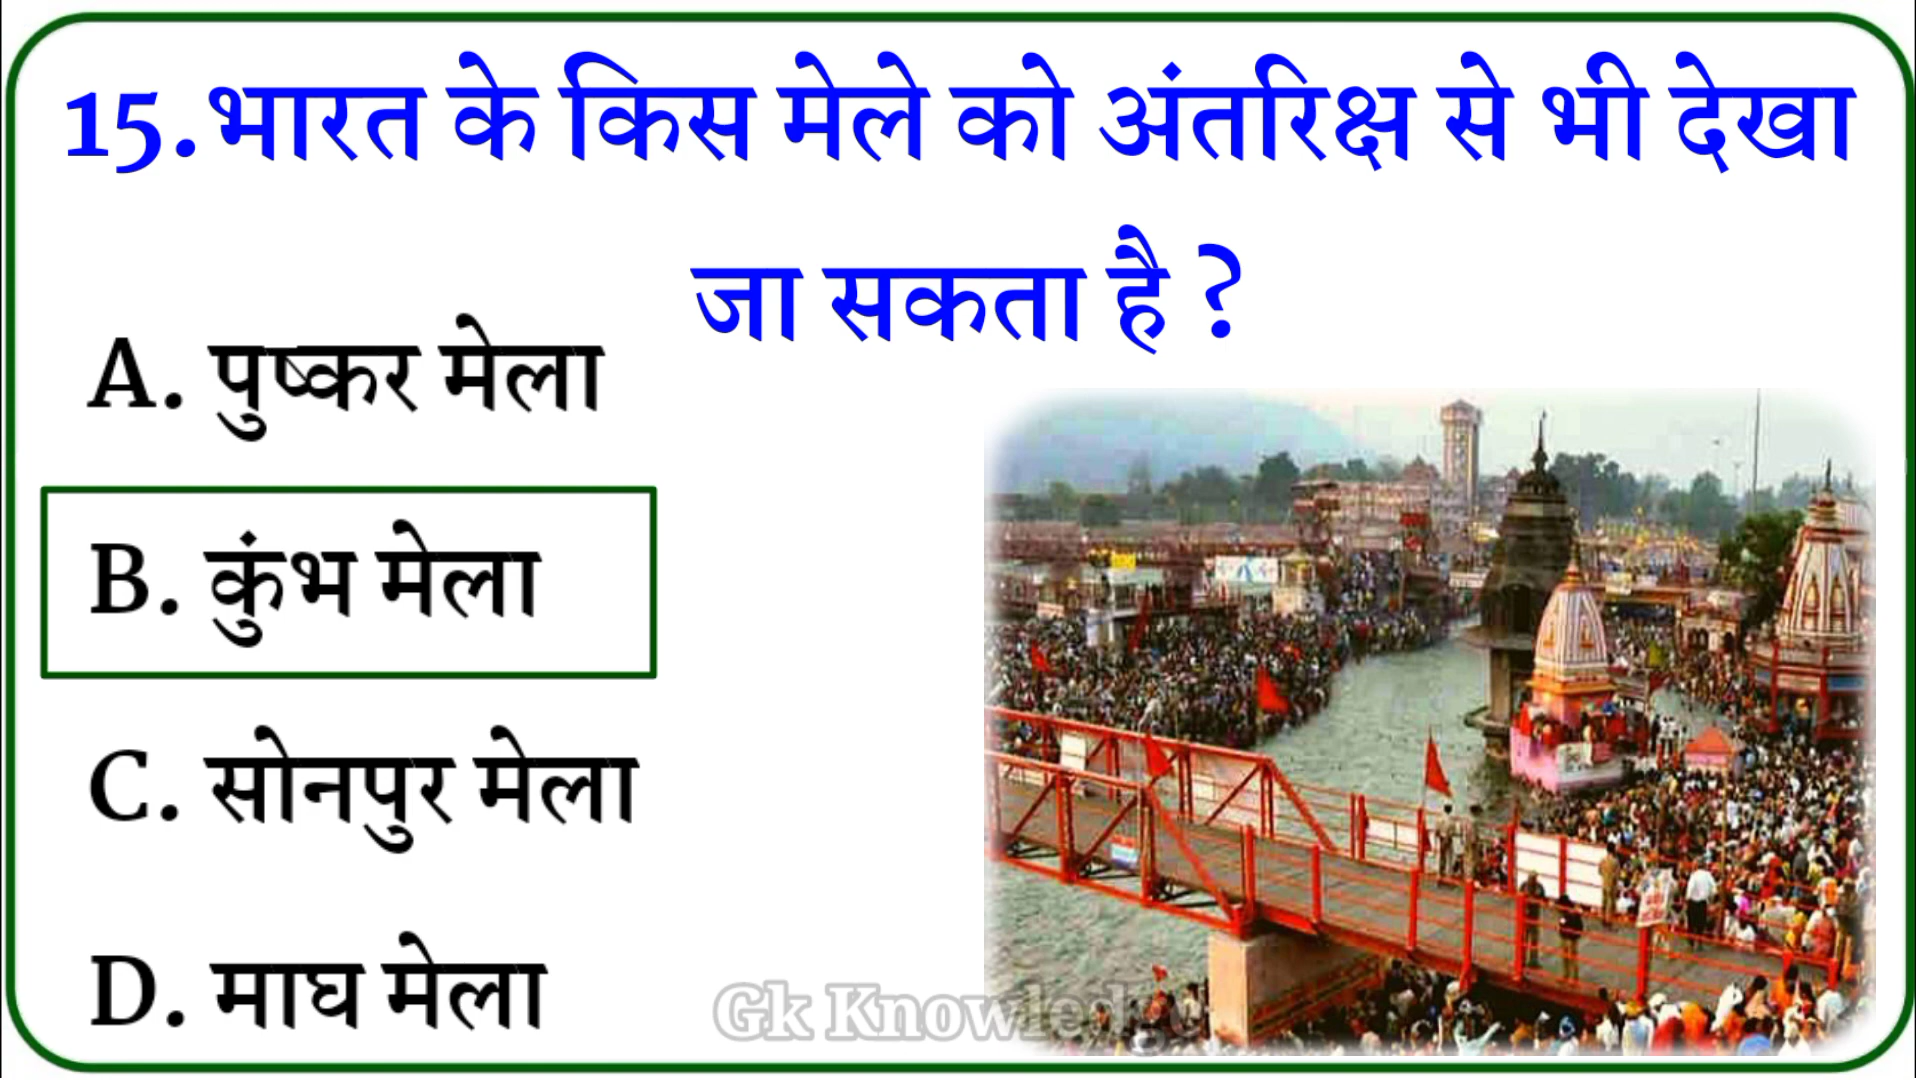 15.भारत के किस मेले को अंतरिक्ष से भी देखा
जा सकता है ?
A. पुष्कर मेला
B. कुंभ मेला
C. सोनपुर मेला
D. माघ मेला
Gk Knowledge